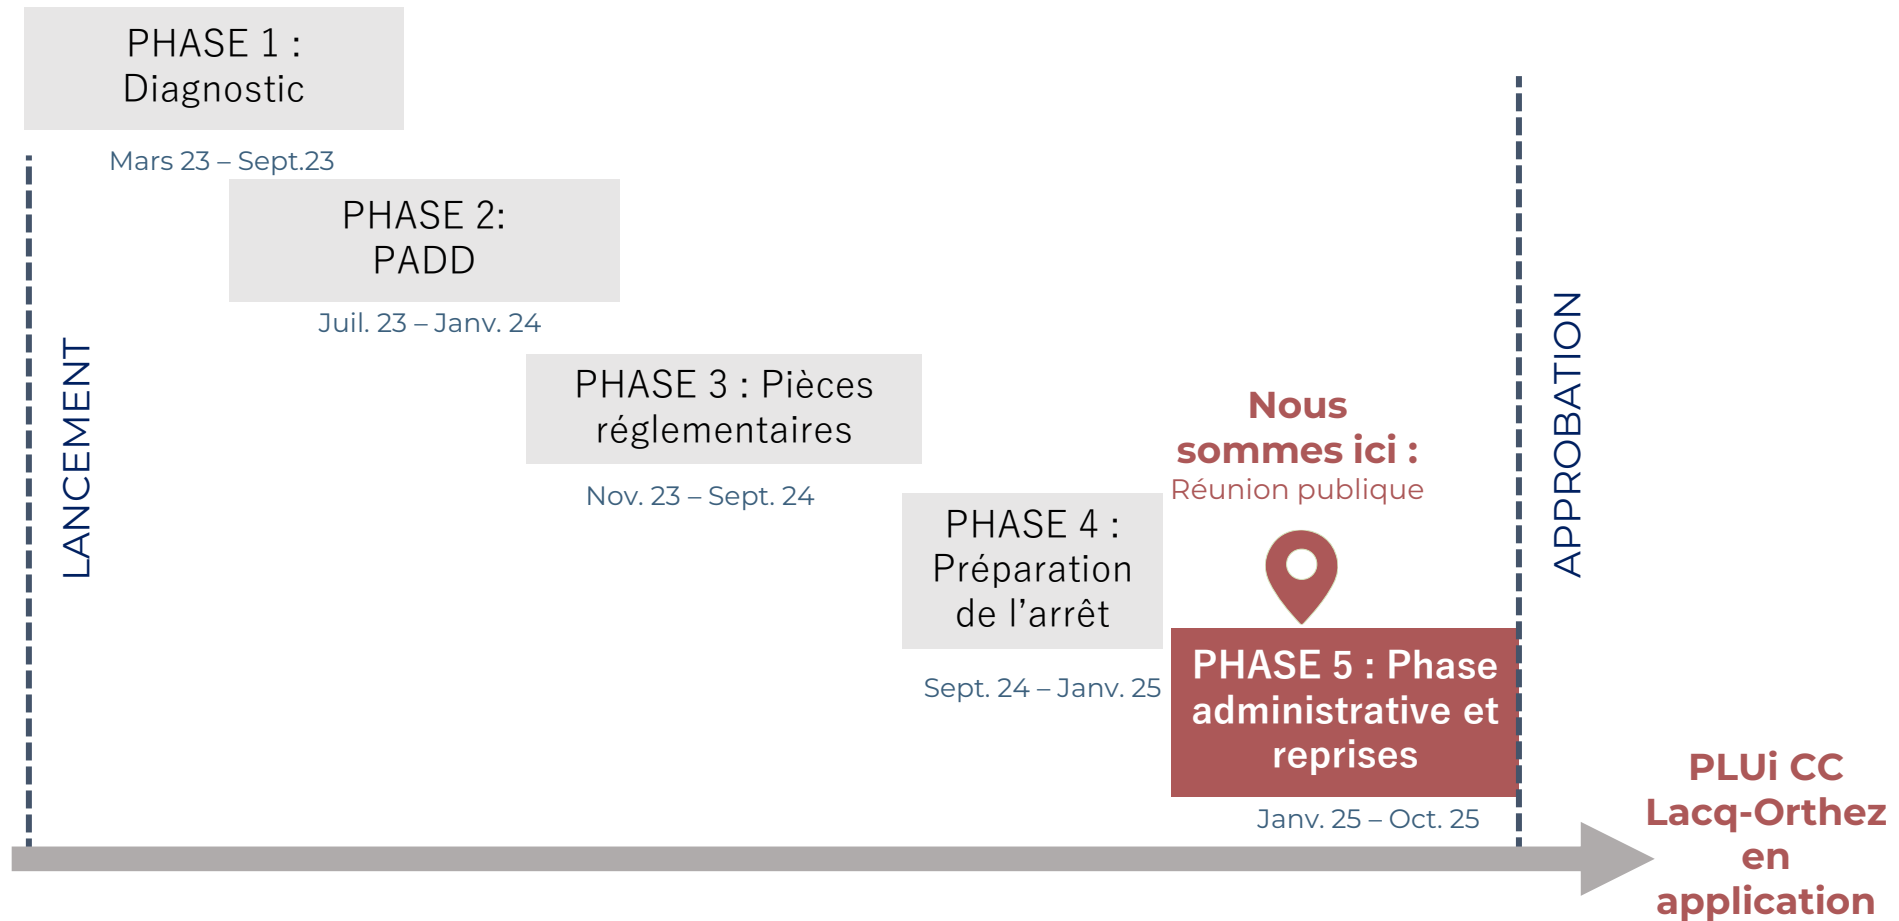 PHASE 1 :
Diagnostic
Mars 23 – Sept.23
PHASE 2:
PADD
Juil. 23 – Janv. 24
LANCEMENT
PHASE 3 : Pièces
réglementaires
Nov. 23 – Sept. 24
PHASE 4 :
Préparation
de l’arrêt
Sept. 24 – Janv. 25
Nous
sommes ici :
Réunion publique
PHASE 5 : Phase
administrative et
reprises
Janv. 25 – Oct. 25
APPROBATION
PLUi CC
Lacq-Orthez
en
application